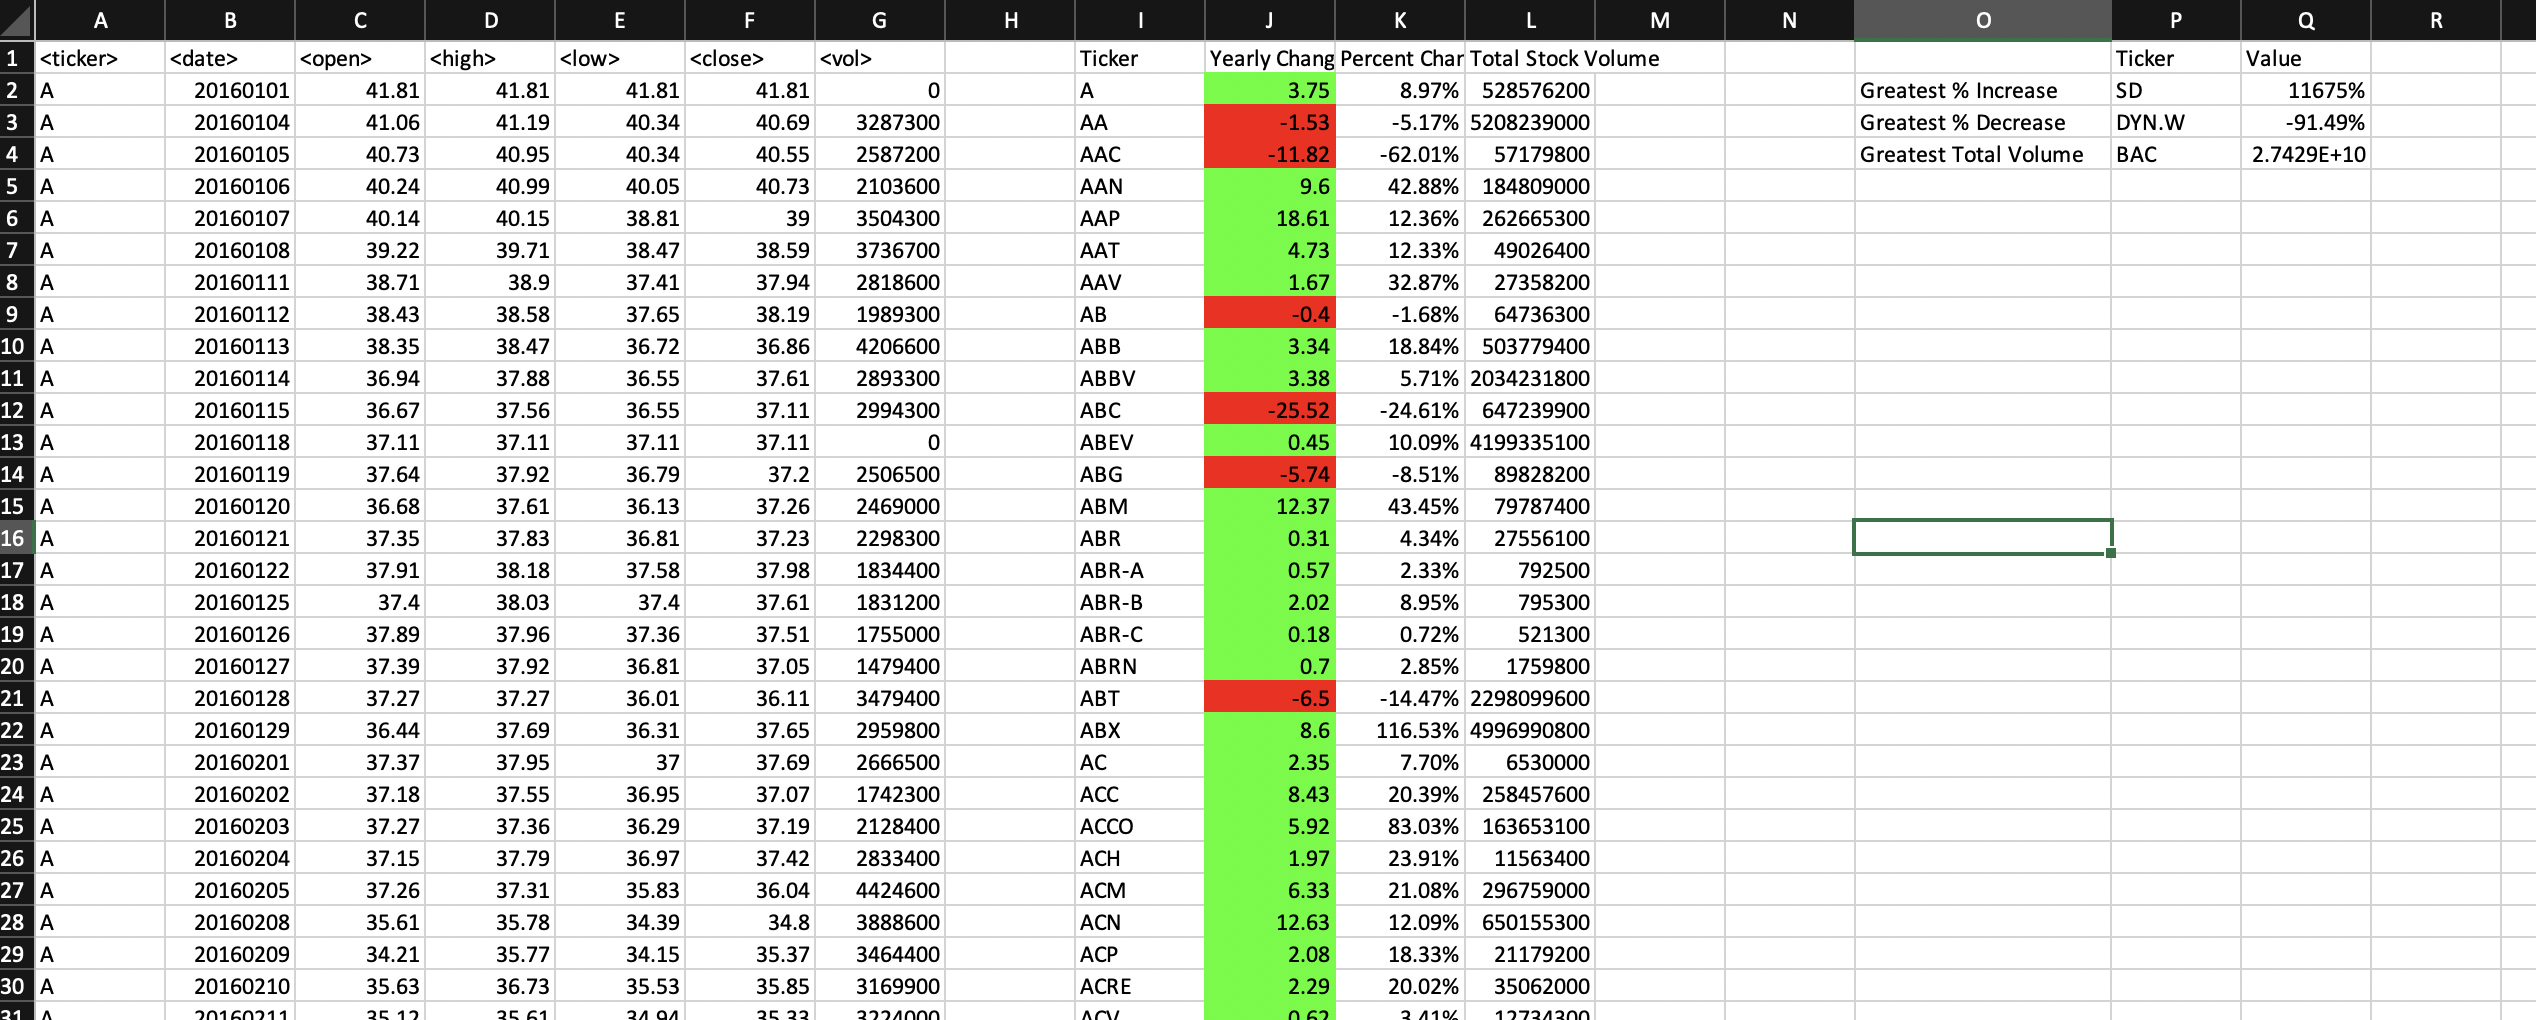 A B C D E F G H I J K L M N O P Q R
1 <ticker> <date> <open> <high> <low> <close> <vol> Ticker Yearly Chang Percent Char Total Stock Volume Ticker Value
2 A 20160101 41.81 41.81 41.81 41.81 0 A 3.75 8.97% 528576200 Greatest % Increase SD 11675%
3 A 20160104 41.06 41.19 40.34 40.69 3287300 AA -1.53 -5.17% 5208239000 Greatest % Decrease DYN.W -91.49%
4 A 20160105 40.73 40.95 40.34 40.55 2587200 AAC -11.82 -62.01% 57179800 Greatest Total Volume BAC 2.7429E+10
5 A 20160106 40.24 40.99 40.05 40.73 2103600 AAN 9.6 42.88% 184809000
6 A 20160107 40.14 40.15 38.81 39 3504300 AAP 18.61 12.36% 262665300
7 A 20160108 39.22 39.71 38.47 38.59 3736700 AAT 4.73 12.33% 49026400
8 A 20160111 38.71 38.9 37.41 37.94 2818600 AAV 1.67 32.87% 27358200
9 A 20160112 38.43 38.58 37.65 38.19 1989300 AB -0.4 -1.68% 64736300
10 A 20160113 38.35 38.47 36.72 36.86 4206600 ABB 3.34 18.84% 503779400
11 A 20160114 36.94 37.88 36.55 37.61 2893300 ABBV 3.38 5.71% 2034231800
12 A 20160115 36.67 37.56 36.55 37.11 2994300 ABC -25.52 -24.61% 647239900
13 A 20160118 37.11 37.11 37.11 37.11 0 ABEV 0.45 10.09% 4199335100
14 A 20160119 37.64 37.92 36.79 37.2 2506500 ABG -5.74 -8.51% 89828200
15 A 20160120 36.68 37.61 36.13 37.26 2469000 ABM 12.37 43.45% 79787400
16 A 20160121 37.35 37.83 36.81 37.23 2298300 ABR 0.31 4.34% 27556100
17 A 20160122 37.91 38.18 37.58 37.98 1834400 ABR-A 0.57 2.33% 792500
18 A 20160125 37.4 38.03 37.4 37.61 1831200 ABR-B 2.02 8.95% 795300
19 A 20160126 37.89 37.96 37.36 37.51 1755000 ABR-C 0.18 0.72% 521300
20 A 20160127 37.39 37.92 36.81 37.05 1479400 ABRN 0.7 2.85% 1759800
21 A 20160128 37.27 37.27 36.01 36.11 3479400 ABT -6.5 -14.47% 2298099600
22 A 20160129 36.44 37.69 36.31 37.65 2959800 ABX 8.6 116.53% 4996990800
23 A 20160201 37.37 37.95 37 37.69 2666500 AC 2.35 7.70% 6530000
24 A 20160202 37.18 37.55 36.95 37.07 1742300 ACC 8.43 20.39% 258457600
25 A 20160203 37.27 37.36 36.29 37.19 2128400 ACCO 5.92 83.03% 163653100
26 A 20160204 37.15 37.79 36.97 37.42 2833400 ACH 1.97 23.91% 11563400
27 A 20160205 37.26 37.31 35.83 36.04 4424600 ACM 6.33 21.08% 296759000
28 A 20160208 35.61 35.78 34.39 34.8 3888600 ACN 12.63 12.09% 650155300
29 A 20160209 34.21 35.77 34.15 35.37 3464400 ACP 2.08 18.33% 21179200
30 A 20160210 35.63 36.73 35.53 35.85 3169900 ACRE 2.29 20.02% 35062000
31 A 20160211 35.12 35.61 34.94 35.33 3224000 ACV 0.62 3.41% 12734300